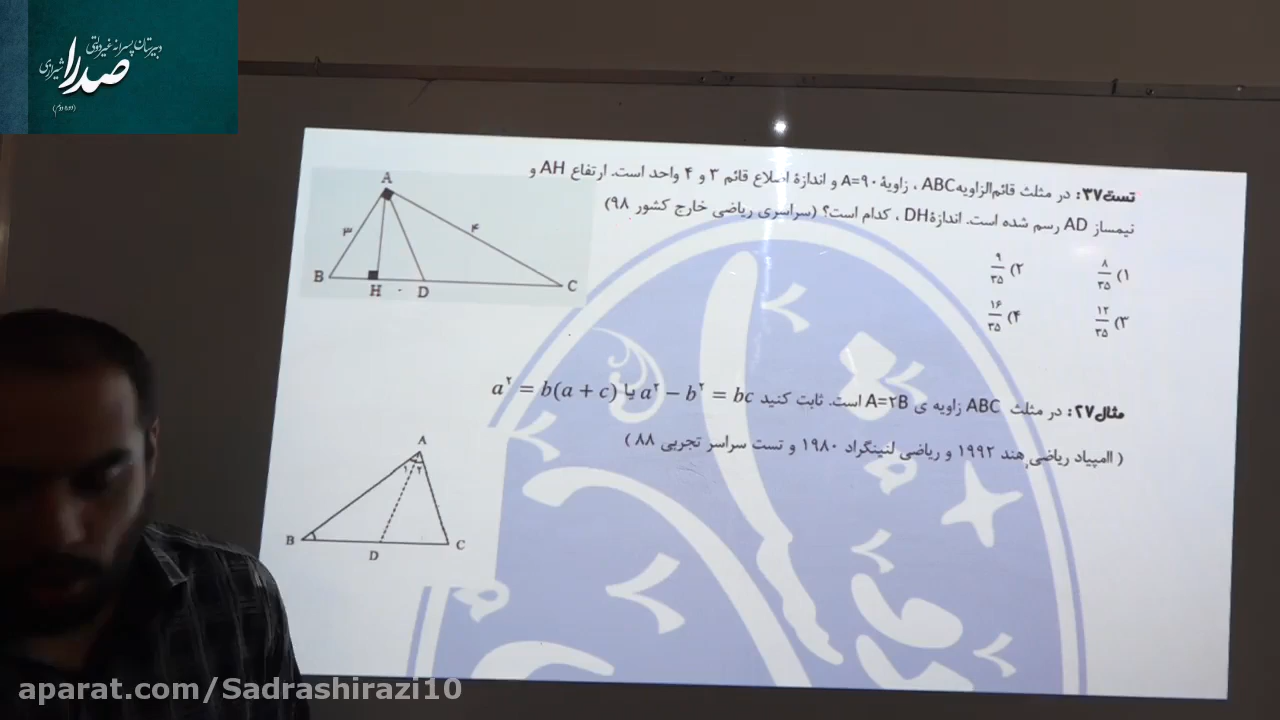 دبیرستان پسرانه غیردولتی
صدرا
شیرازی
(دوره دوم)
تست۳۷: در مثلث قائم‌الزاویه ABC ، زاویهٔ A=۹۰ و اندازهٔ اضلاع قائم ۳ و ۴ واحد است. ارتفاع AH و
نیمساز AD رسم شده است. اندازهٔ DH ، کدام است؟ (سراسری ریاضی خارج کشور ۹۸)
۱) ۸/۳۵ ۲) ۹/۳۵
۳) ۱۲/۳۵ ۴) ۱۶/۳۵
A
۳ ۴
B H D C
مثال۲۷: در مثلث ABC زاویه ی A=۲B است. ثابت کنید a² − b² = bc یا a² = b(a + c)
( المپیاد ریاضی هند ۱۹۹۲ و ریاضی لنینگراد ۱۹۸۰ و تست سراسر تجربی ۸۸ )
A
۱ ۲
B D C
aparat.com/Sadrashirazi10